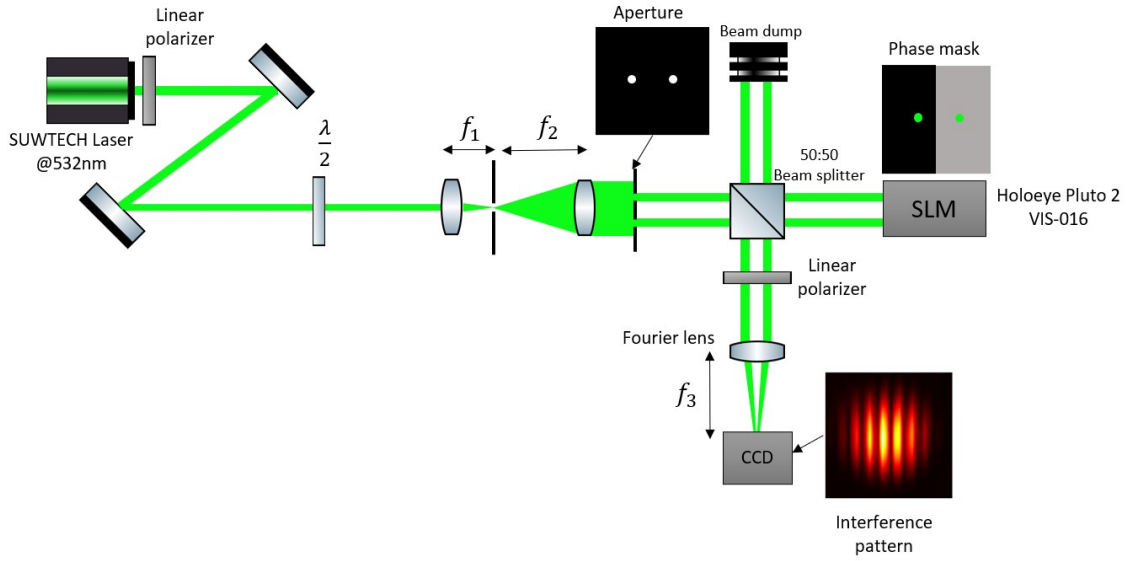 Linear
polarizer
SUWTECH Laser
@532nm
λ
2
f₁
f₂
Aperture
Beam dump
Phase mask
50:50
Beam splitter
SLM
Holoeye Pluto 2
VIS-016
Linear
polarizer
Fourier lens
f₃
CCD
Interference
pattern